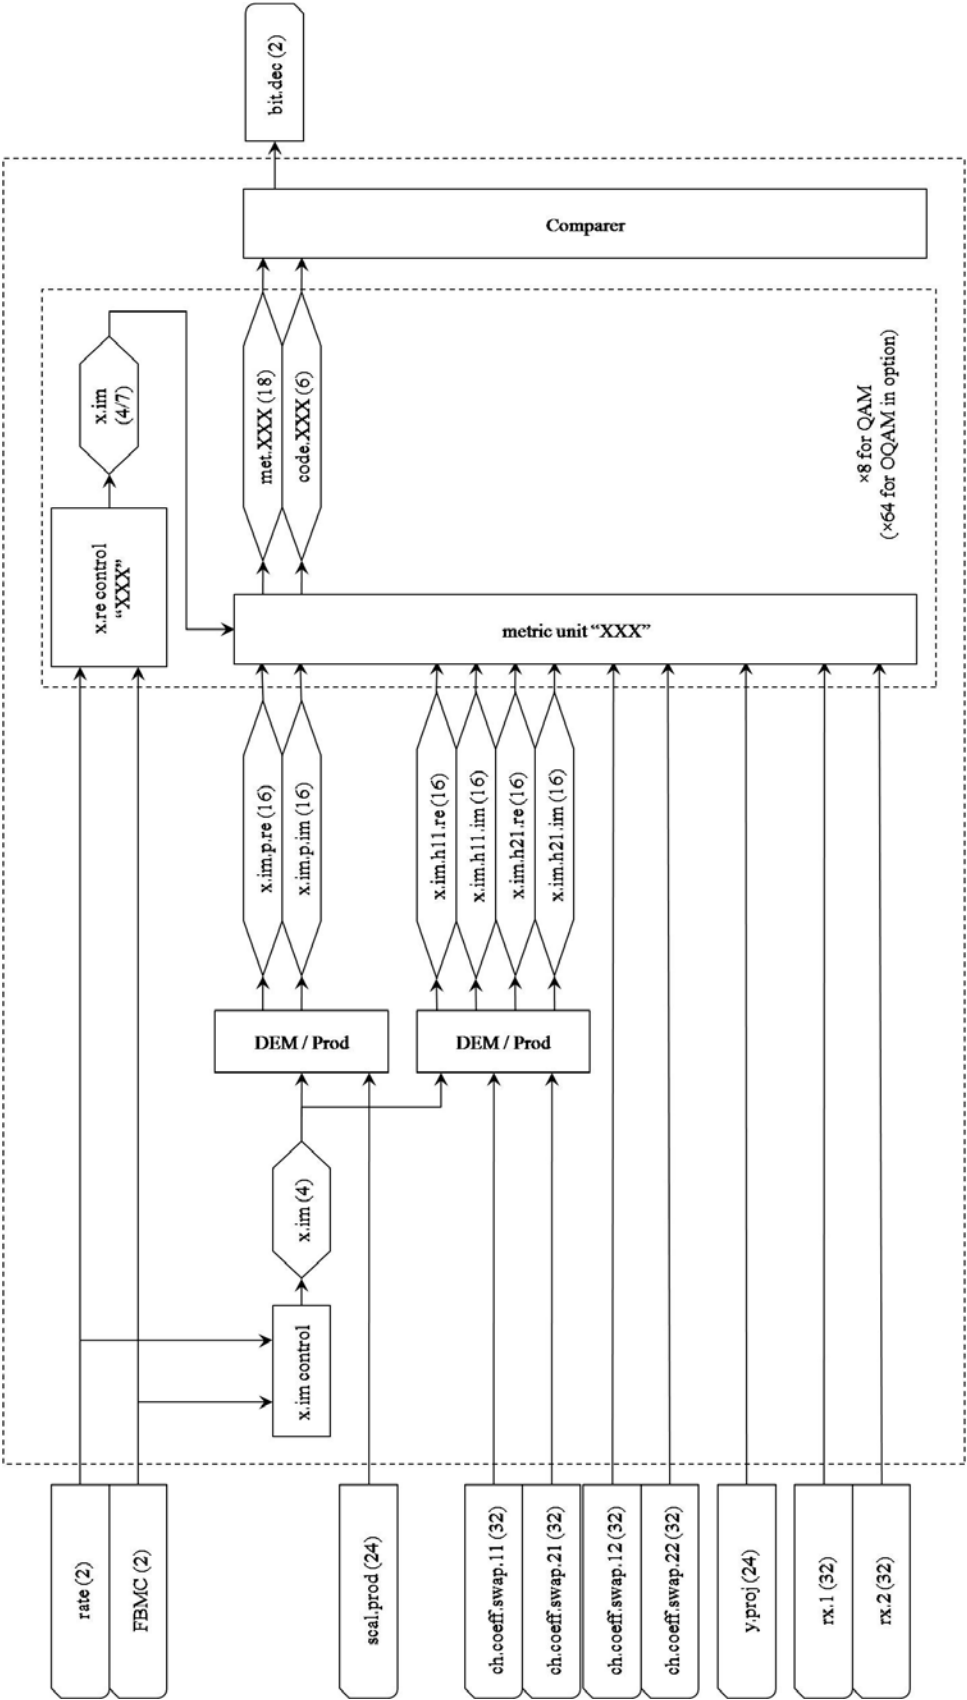 rate (2)
FBMC (2)
scal.prod (24)
ch.coeff.swap.11 (32)
ch.coeff.swap.21 (32)
ch.coeff.swap.12 (32)
ch.coeff.swap.22 (32)
y.proj (24)
rx.1 (32)
rx.2 (32)
x.im control
x.im (4)
DEM / Prod
DEM / Prod
x.im.p.re (16)
x.im.p.im (16)
x.im.h11.re (16)
x.im.h11.im (16)
x.im.h21.re (16)
x.im.h21.im (16)
x.re control
“XXX”
x.im
(4/7)
metric unit “XXX”
met.XXX (18)
code.XXX (6)
×8 for QAM
(×64 for OQAM in option)
Comparer
bit.dec (2)